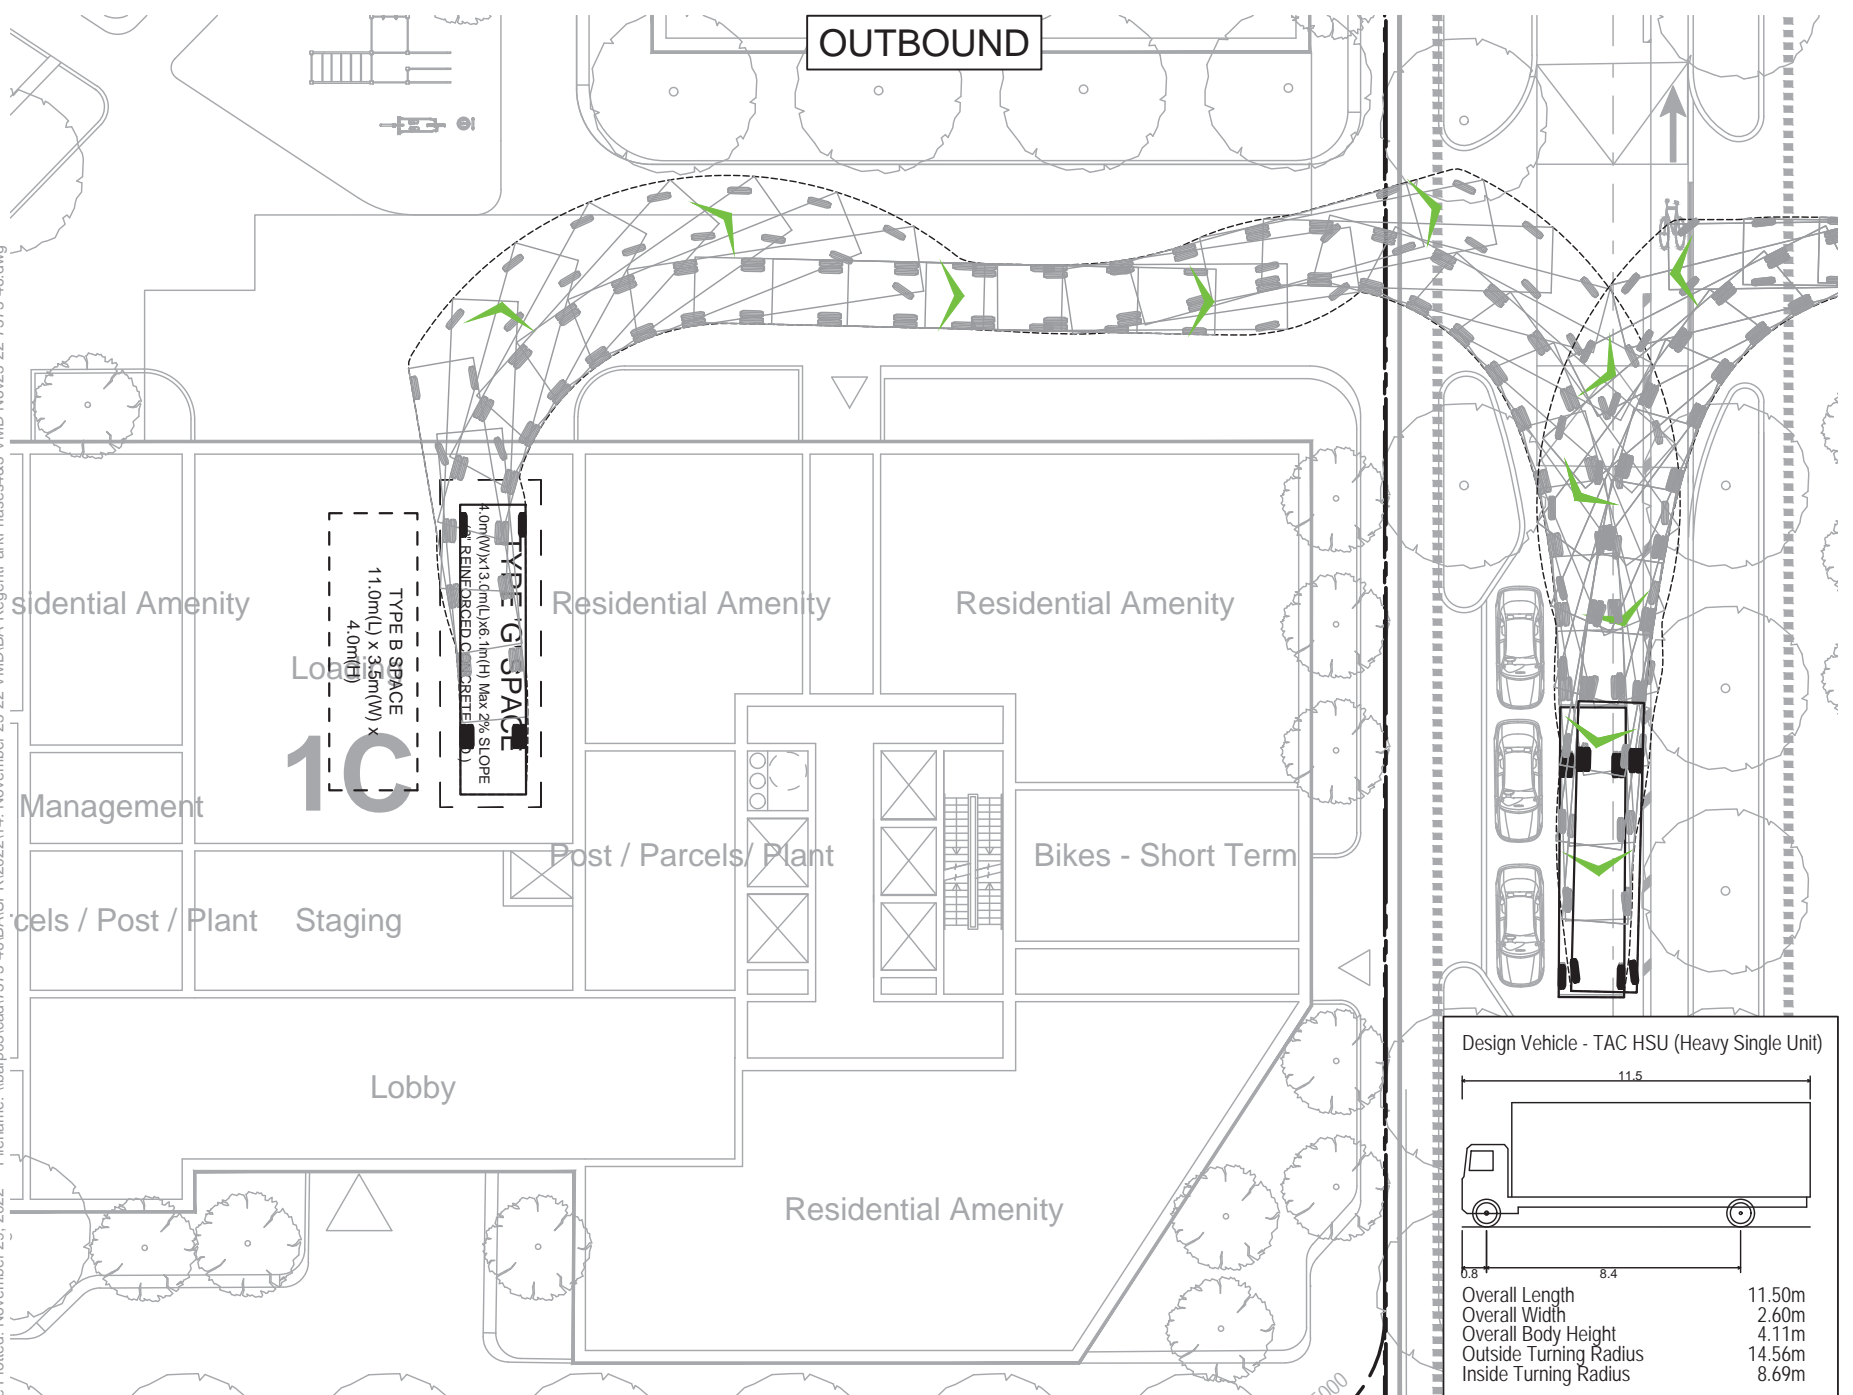 OUTBOUND
sidential Amenity
Residential Amenity
Residential Amenity
Loading
TYPE B SPACE
11.0m(L) x 3.5m(W) x
4.0m(H)
TYPE 'G' SPACE
4.0m(W)x13.0m(L)x6.1m(H) Max 2% SLOPE
1C
Management
Post / Parcels/ Plant
Bikes - Short Term
cels / Post / Plant
Staging
Lobby
Residential Amenity
Design Vehicle - TAC HSU (Heavy Single Unit)
11.5
0.8
8.4
Overall Length 11.50m
Overall Width 2.60m
Overall Body Height 4.11m
Outside Turning Radius 14.56m
Inside Turning Radius 8.69m